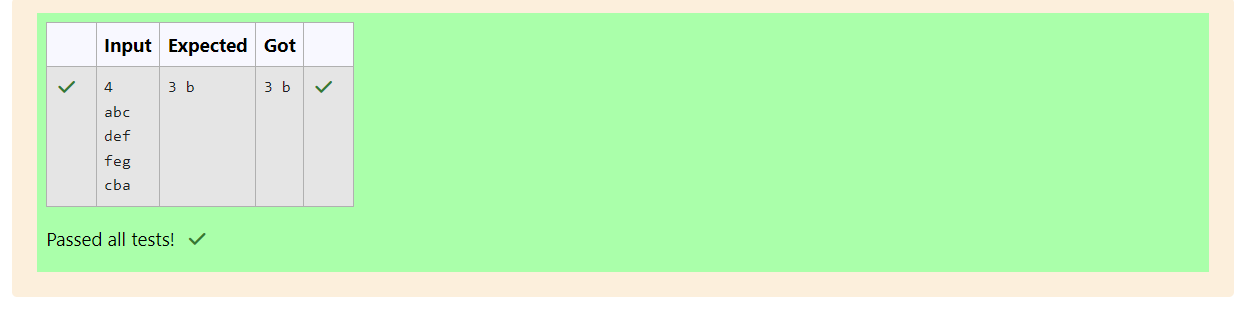 Input Expected Got
4 3 b 3 b
abc
def
feg
cba
Passed all tests!